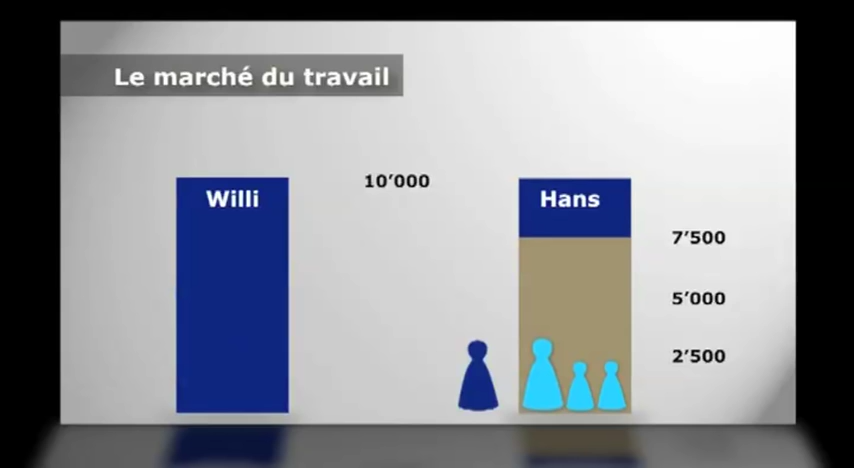 Le marché du travail
Willi
10’000
Hans
7’500
5’000
2’500